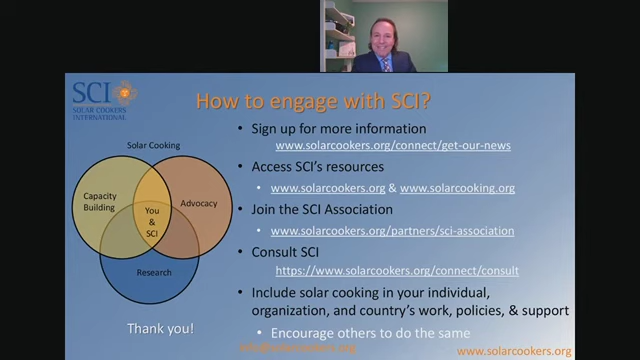 SCI
SOLAR COOKERS
INTERNATIONAL
How to engage with SCI?
Solar Cooking
Capacity
Building
Advocacy
You
&
SCI
Research
Thank you!
• Sign up for more information
www.solarcookers.org/connect/get-our-news
• Access SCI's resources
• www.solarcookers.org & www.solarcooking.org
• Join the SCI Association
• www.solarcookers.org/partners/sci-association
• Consult SCI
https://www.solarcookers.org/connect/consult
• Include solar cooking in your individual,
organization, and country's work, policies, & support
• Encourage others to do the same
info@solarcookers.org
www.solarcookers.org